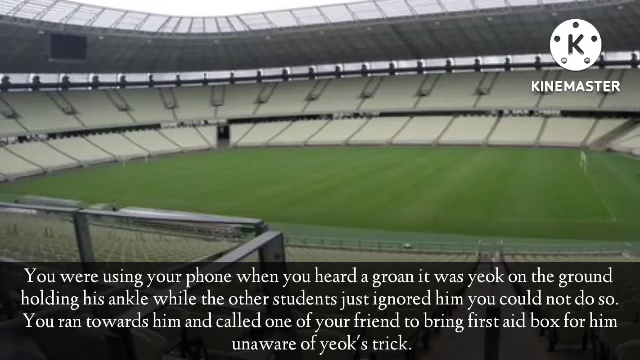 KINEMASTER
You were using your phone when you heard a groan it was yeok on the ground
holding his ankle while the other students just ignored him you could not do so.
You ran towards him and called one of your friend to bring first aid box for him
unaware of yeok's trick.